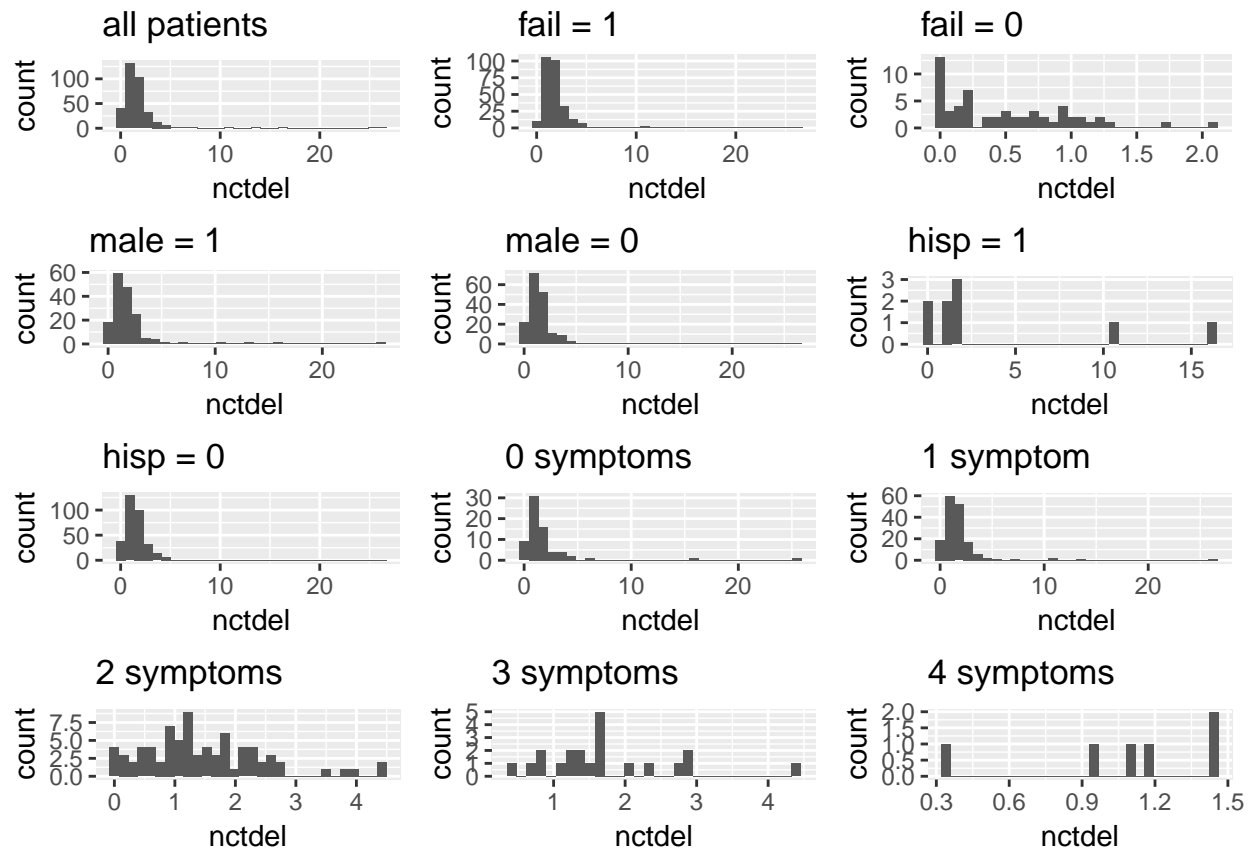 all patients
count
100
50
0
0 10 20
nctdel
fail = 1
count
100
75
50
25
0
0 10 20
nctdel
fail = 0
count
10
5
0
0.0 0.5 1.0 1.5 2.0
nctdel
male = 1
count
60
40
20
0
0 10 20
nctdel
male = 0
count
60
40
20
0
0 10 20
nctdel
hisp = 1
count
3
2
1
0
0 5 10 15
nctdel
hisp = 0
count
100
50
0
0 10 20
nctdel
0 symptoms
count
30
20
10
0
0 10 20
nctdel
1 symptom
count
60
40
20
0
0 10 20
nctdel
2 symptoms
count
7.5
5.0
2.5
0.0
0 1 2 3 4
nctdel
3 symptoms
count
5
4
3
2
1
0
1 2 3 4
nctdel
4 symptoms
count
2.0
1.5
1.0
0.5
0.0
0.3 0.6 0.9 1.2 1.5
nctdel